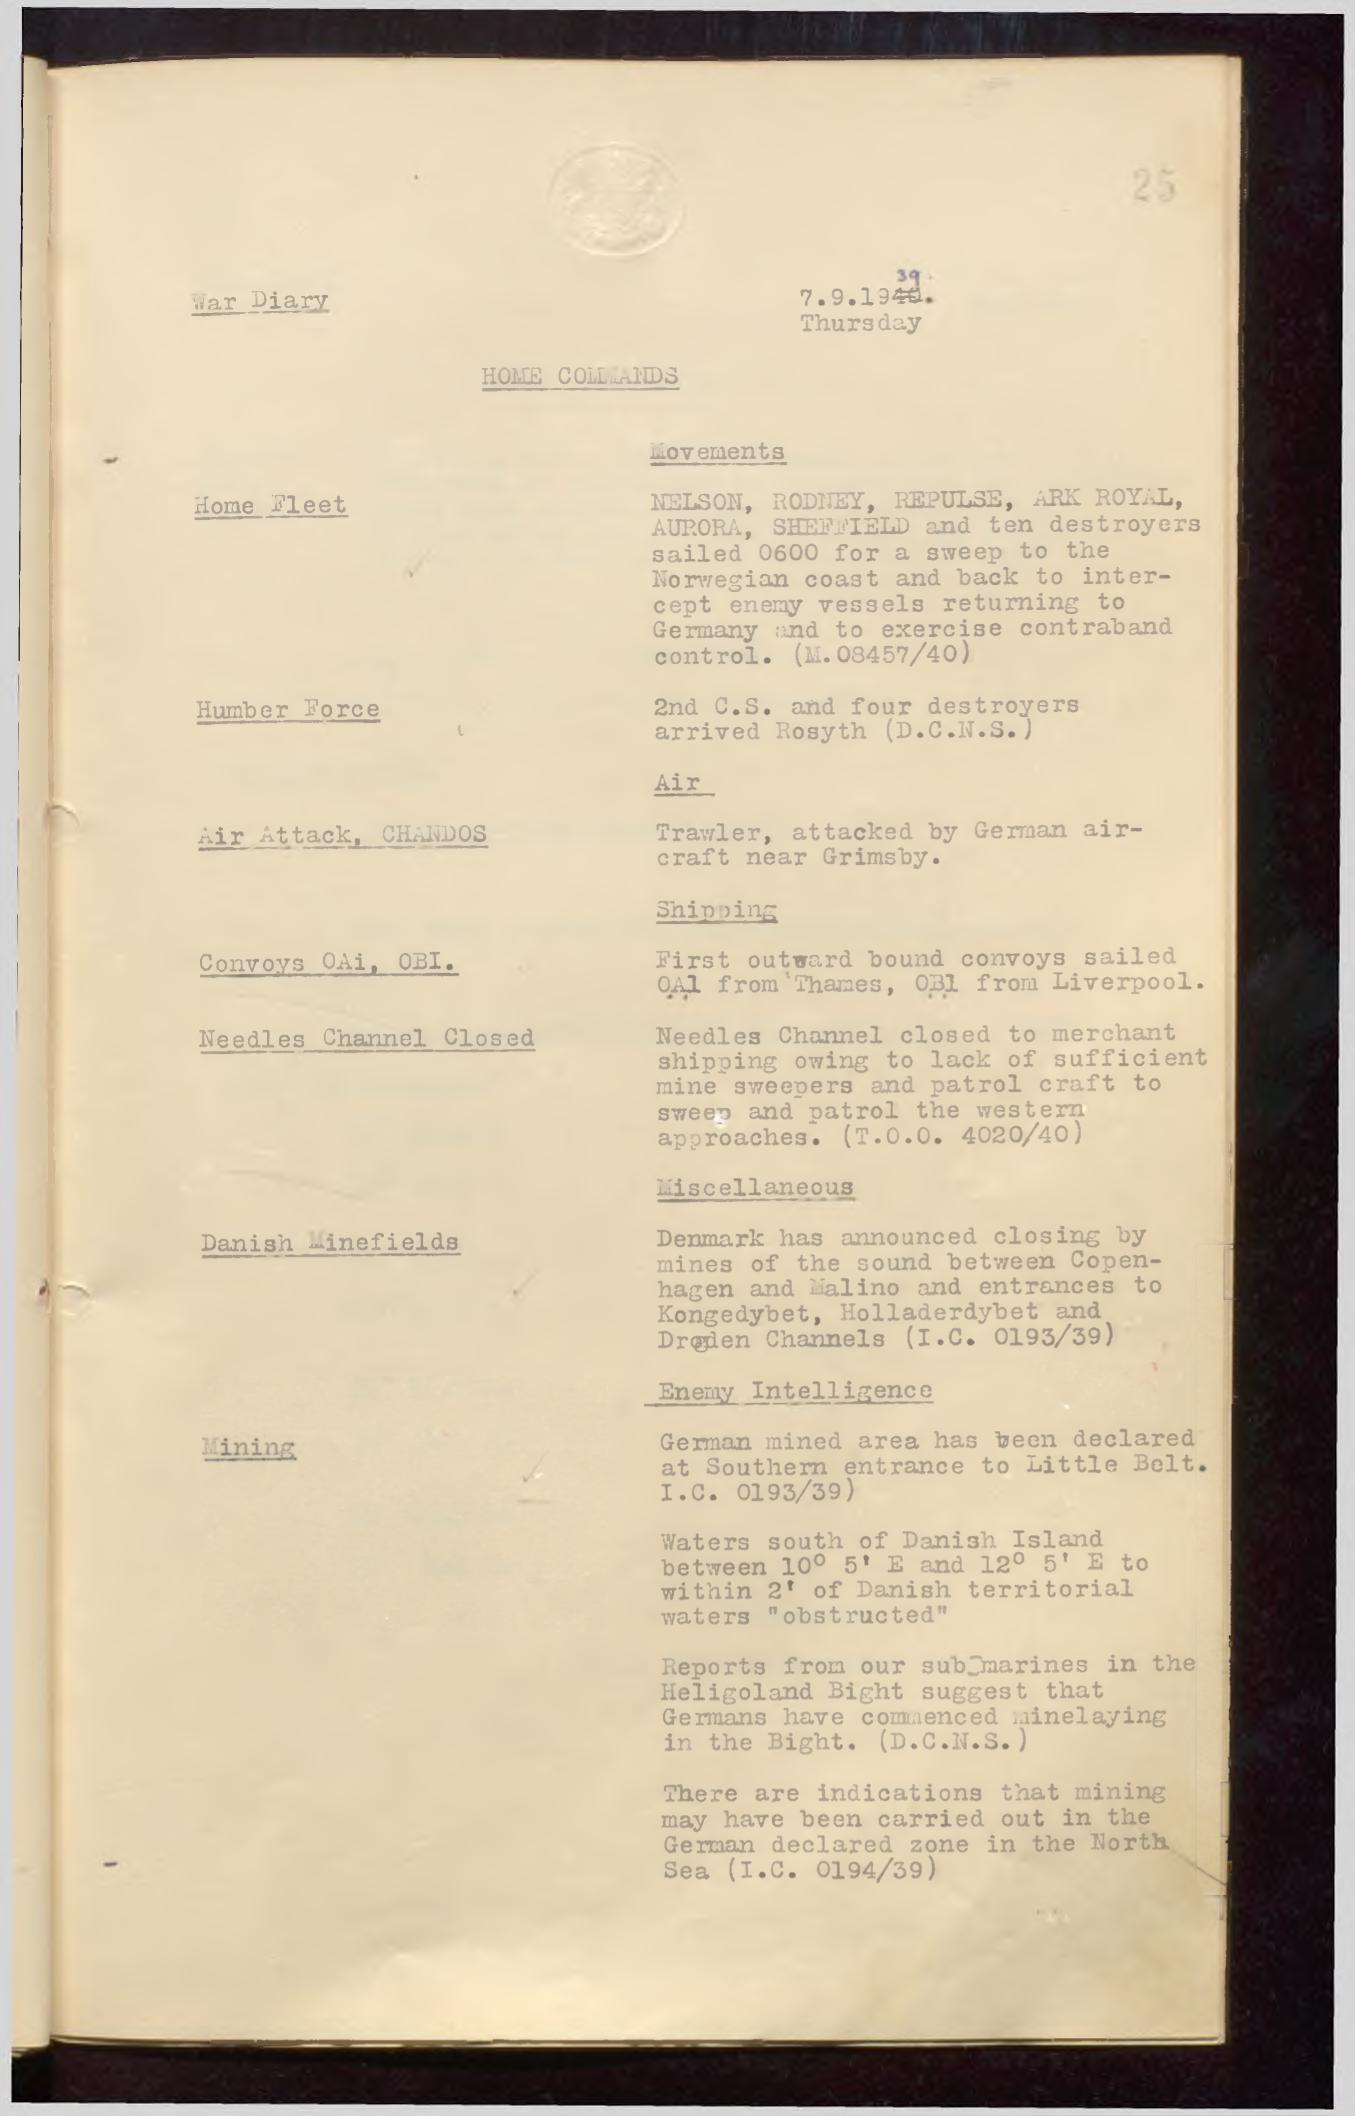 25
War Diary
7.9.1940.
39
Thursday
HOME COMMANDS
Movements
Home Fleet
NELSON, RODNEY, REPULSE, ARK ROYAL,
AURORA, SHEFFIELD and ten destroyers
sailed 0600 for a sweep to the
Norwegian coast and back to inter-
cept enemy vessels returning to
Germany and to exercise contraband
control. (M.08457/40)
Humber Force
2nd C.S. and four destroyers
arrived Rosyth (D.C.N.S.)
Air
Air Attack, CHANDOS
Trawler, attacked by German air-
craft near Grimsby.
Shipping
Convoys OAi, OBI.
First outward bound convoys sailed
OA1 from Thames, OB1 from Liverpool.
Needles Channel Closed
Needles Channel closed to merchant
shipping owing to lack of sufficient
mine sweepers and patrol craft to
sweep and patrol the western
approaches. (T.O.O. 4020/40)
Miscellaneous
Danish Minefields
Denmark has announced closing by
mines of the sound between Copen-
hagen and Malino and entrances to
Kongedybet, Holladerdybet and
Drogden Channels (I.C. 0193/39)
Enemy Intelligence
Mining
German mined area has been declared
at Southern entrance to Little Belt.
I.C. 0193/39)
Waters south of Danish Island
between 10° 5' E and 12° 5' E to
within 2' of Danish territorial
waters "obstructed"
Reports from our submarines in the
Heligoland Bight suggest that
Germans have commenced minelaying
in the Bight. (D.C.N.S.)
There are indications that mining
may have been carried out in the
German declared zone in the North
Sea (I.C. 0194/39)